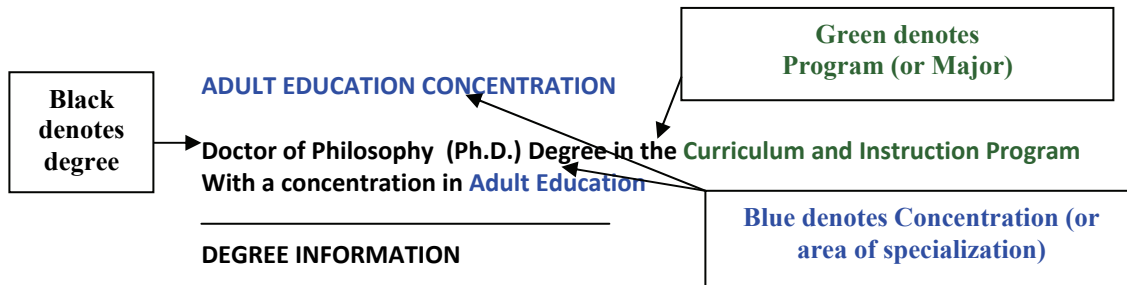 Green denotes
Program (or Major)
ADULT EDUCATION CONCENTRATION
Black
denotes
degree
Doctor of Philosophy (Ph.D.) Degree in the Curriculum and Instruction Program
With a concentration in Adult Education
Blue denotes Concentration (or
area of specialization)
DEGREE INFORMATION